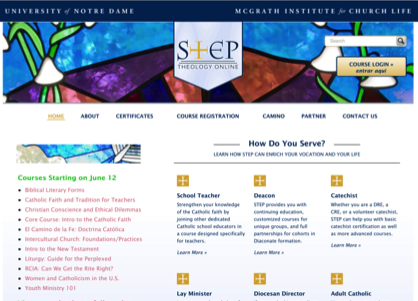 UNIVERSITY of NOTRE DAME
MCGRATH INSTITUTE for CHURCH LIFE
STEP
THEOLOGY ONLINE
Search
COURSE LOGIN »
entrar aquí
HOME
ABOUT
CERTIFICATES
COURSE REGISTRATION
CAMINO
PARTNER
CONTACT US
Courses Starting on June 12
Biblical Literary Forms
Catholic Faith and Tradition for Teachers
Christian Conscience and Ethical Dilemmas
Core Course: Intro to the Catholic Faith
El Camino de la Fe: Doctrina Católica
Intercultural Church: Foundations/Practices
Intro to the New Testament
Liturgy: Guide for the Perplexed
RCIA: Can We Get the Rite Right?
Women and Catholicism in the U.S.
Youth Ministry 101
How Do You Serve?
LEARN HOW STEP CAN ENRICH YOUR VOCATION AND YOUR LIFE
School Teacher
Strengthen your knowledge
of the Catholic faith by
joining other dedicated
Catholic school educators in
a course designed specifically
for teachers.
Learn More »
Deacon
STEP provides you with
continuing education,
customized courses for
unique groups, and full
partnerships for cohorts in
Diaconate formation.
Learn More »
Catechist
Whether you are a DRE, a
CRE, or a volunteer catechist,
STEP can help you with basic
catechist certification as well
as more advanced courses.
Learn More »
Lay Minister
Diocesan Director
Adult Catholic